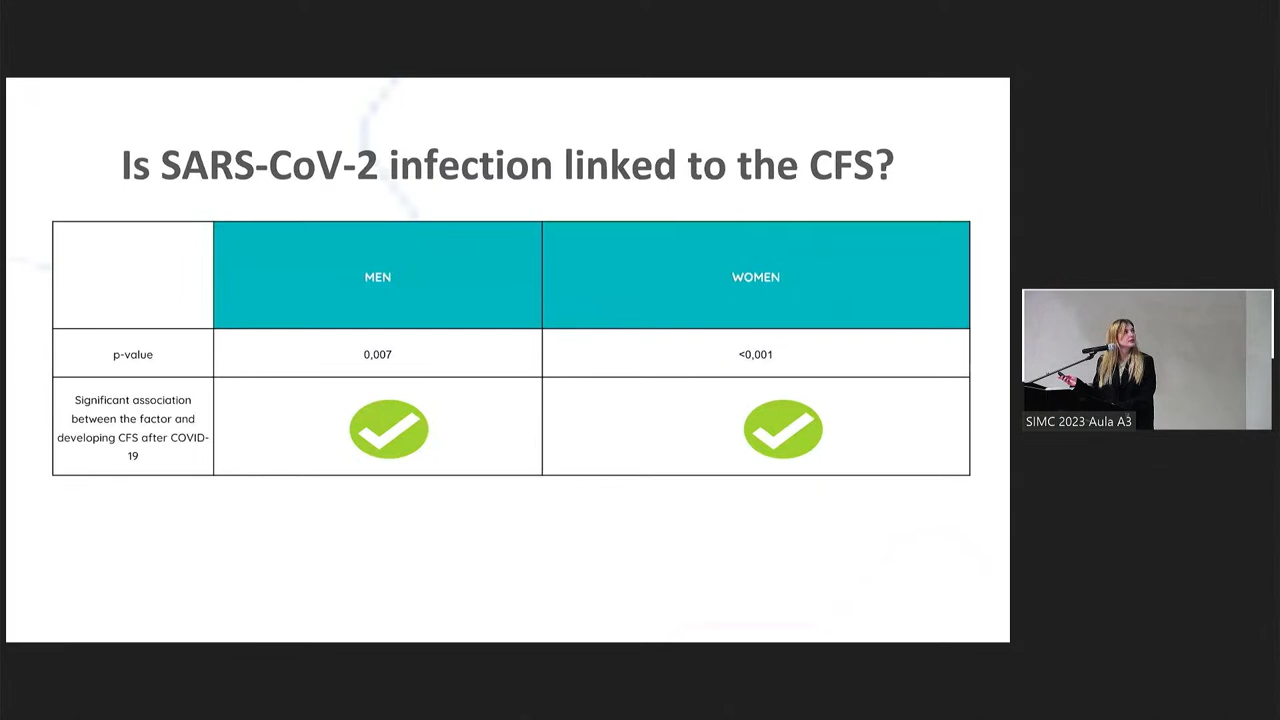 Is SARS-CoV-2 infection linked to the CFS?
MEN
WOMEN
p-value
0,007
<0,001
Significant association
between the factor and
developing CFS after COVID-
19
SIMC 2023 Aula A3